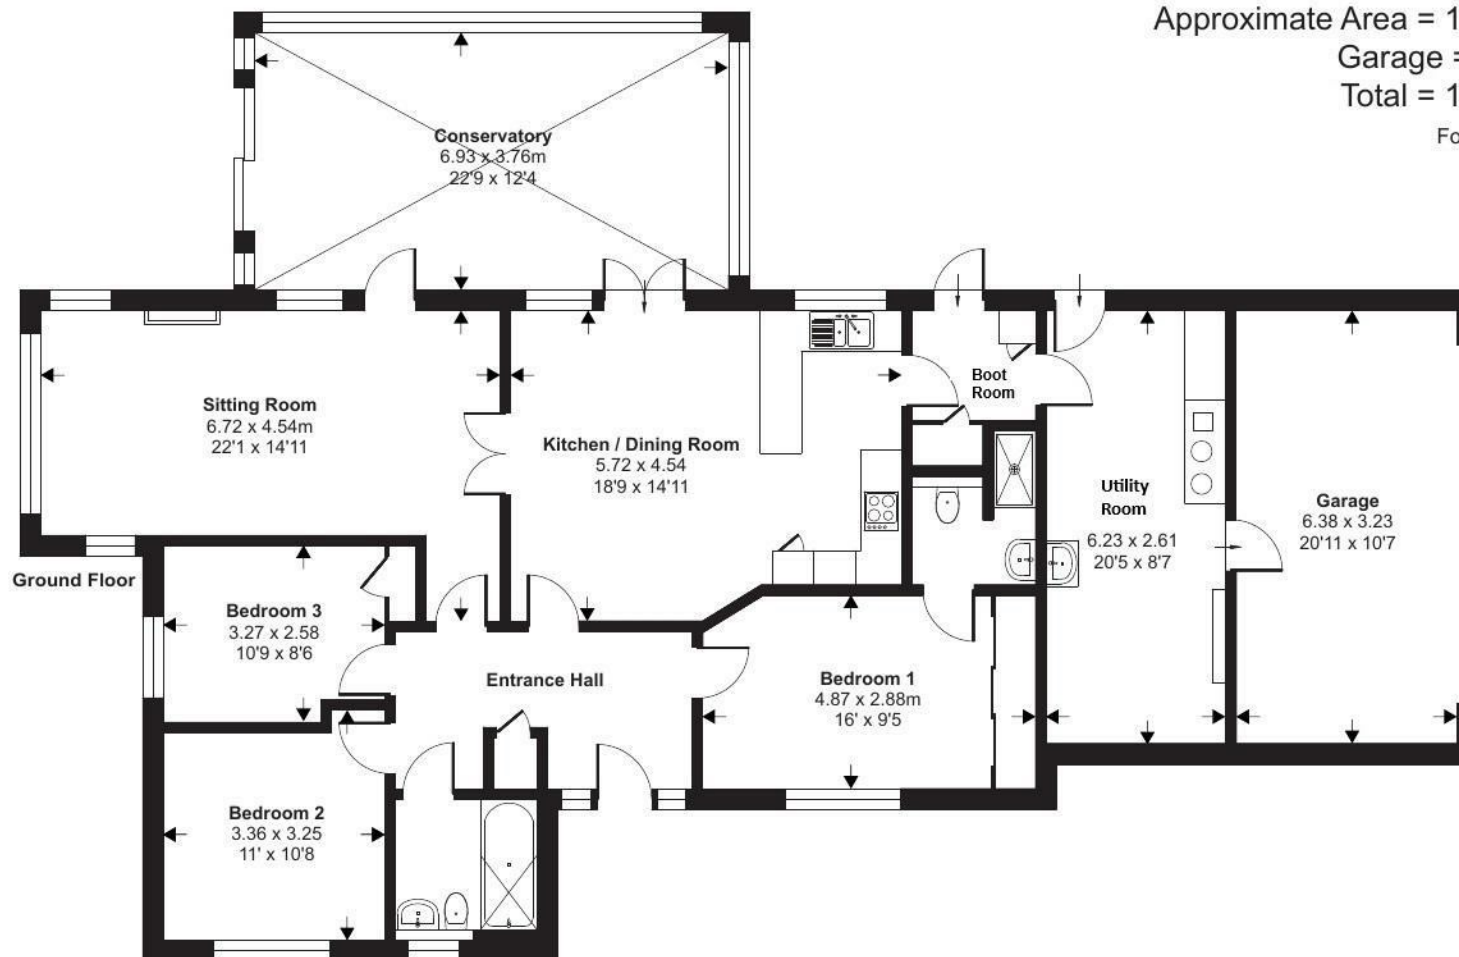 Approximate Area = 1
Garage =
Total = 1
Fo
Conservatory
6.93 x 3.76m
22'9 x 12'4
Sitting Room
6.72 x 4.54m
22'1 x 14'11
Kitchen / Dining Room
5.72 x 4.54
18'9 x 14'11
Boot
Room
Utility
Room
6.23 x 2.61
20'5 x 8'7
Garage
6.38 x 3.23
20'11 x 10'7
Ground Floor
Bedroom 3
3.27 x 2.58
10'9 x 8'6
Entrance Hall
Bedroom 1
4.87 x 2.88m
16' x 9'5
Bedroom 2
3.36 x 3.25
11' x 10'8